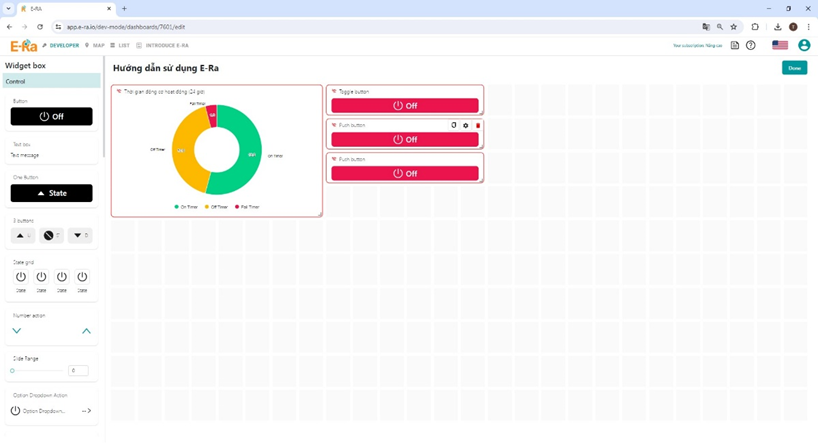 E-RA
app.e-ra.io/dev-mode/dashboards/7601/edit
E-Ra DEVELOPER MAP LIST INTRODUCE E-RA
Your subscription: Nâng cao
Widget box
Hướng dẫn sử dụng E-Ra
Done
Control
Button
Off
Text box
Text message
One Button
State
3 buttons
State grid
State State State State
Number action
Slide Range
0
Option Dropdown Action
Option Dropdown...
Thời gian động cơ hoạt động (24 giờ)
Fail Timer
Off Timer
On Timer
On Timer Off Timer Fail Timer
Toggle button
Off
Push button
Off
Push button
Off